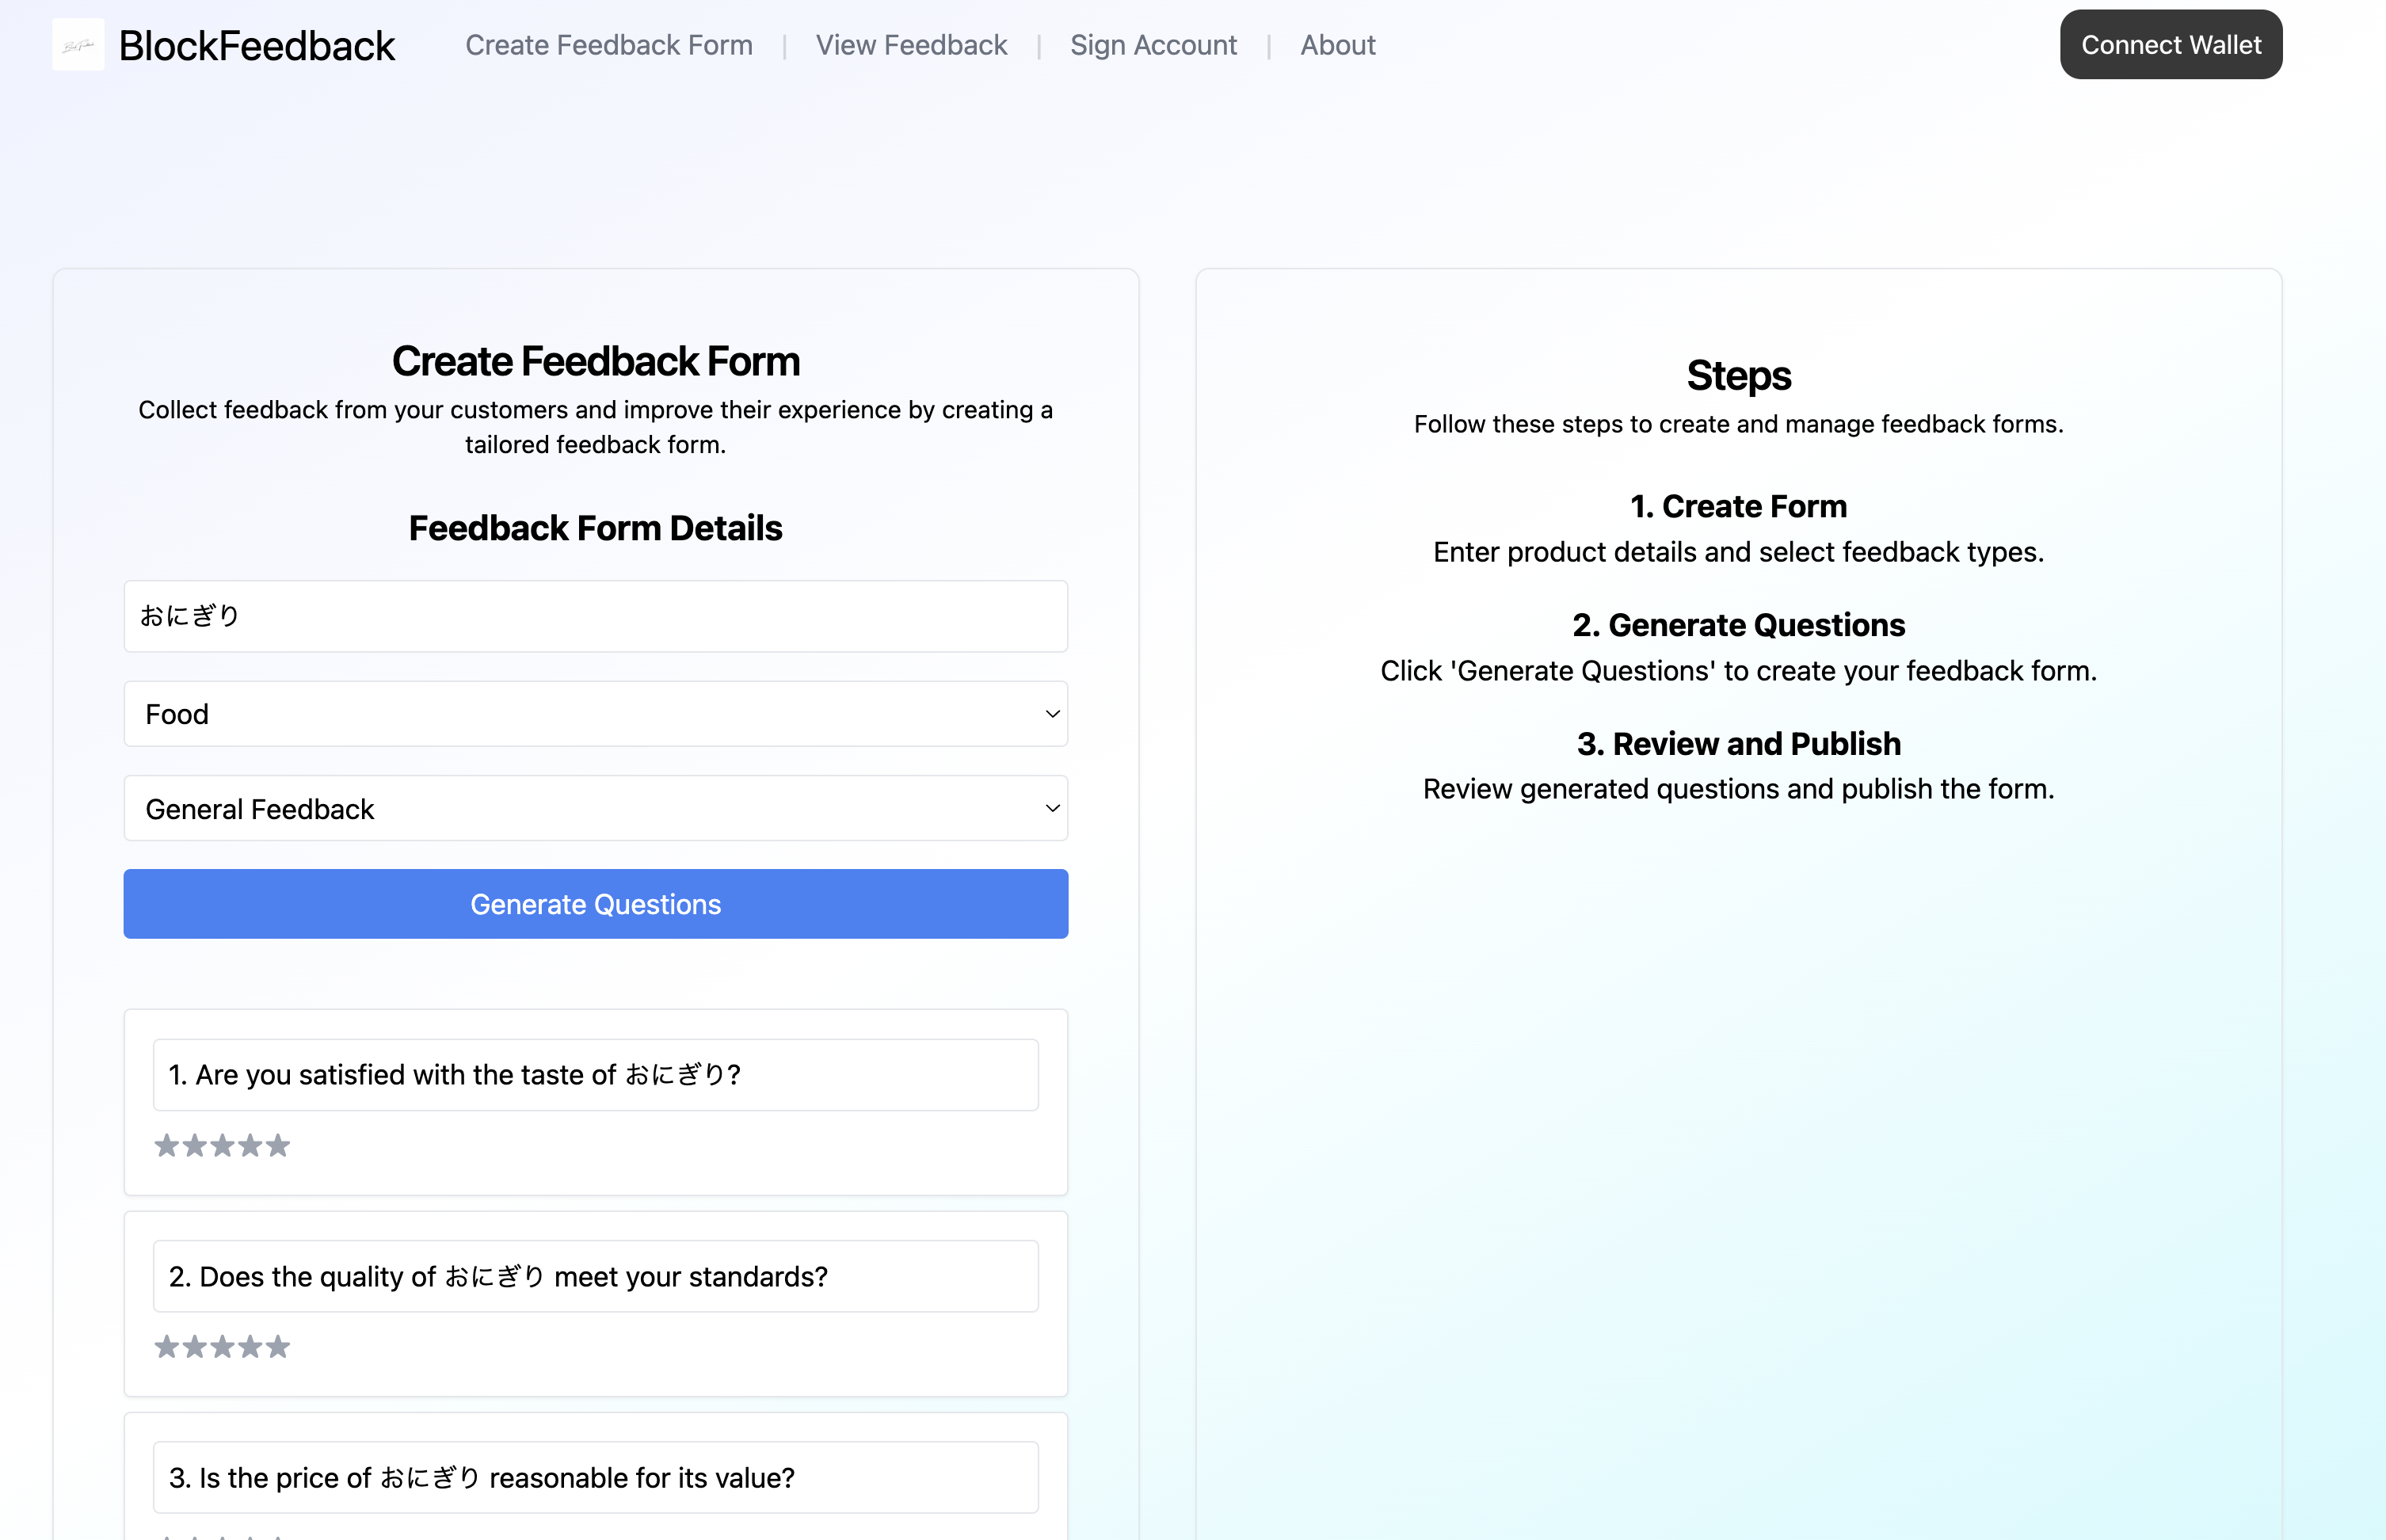 BlockFeedback
Create Feedback Form | View Feedback | Sign Account | About
Connect Wallet
Create Feedback Form
Collect feedback from your customers and improve their experience by creating a
tailored feedback form.
Feedback Form Details
おにぎり
Food
General Feedback
Generate Questions
1. Are you satisfied with the taste of おにぎり?
2. Does the quality of おにぎり meet your standards?
3. Is the price of おにぎり reasonable for its value?
Steps
Follow these steps to create and manage feedback forms.
1. Create Form
Enter product details and select feedback types.
2. Generate Questions
Click 'Generate Questions' to create your feedback form.
3. Review and Publish
Review generated questions and publish the form.